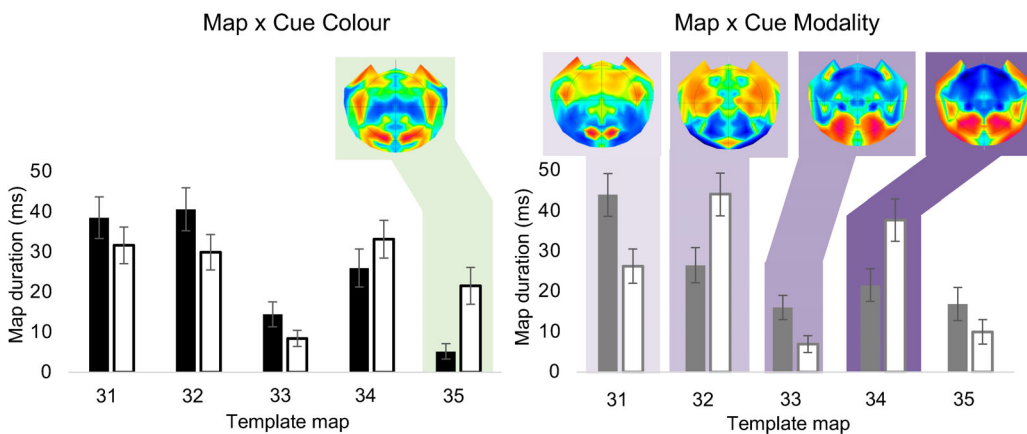 Map x Cue Colour
Map x Cue Modality
50
40
30
20
10
0
Map duration (ms)
31 32 33 34 35
Template map
50
40
30
20
10
0
Map duration (ms)
31 32 33 34 35
Template map